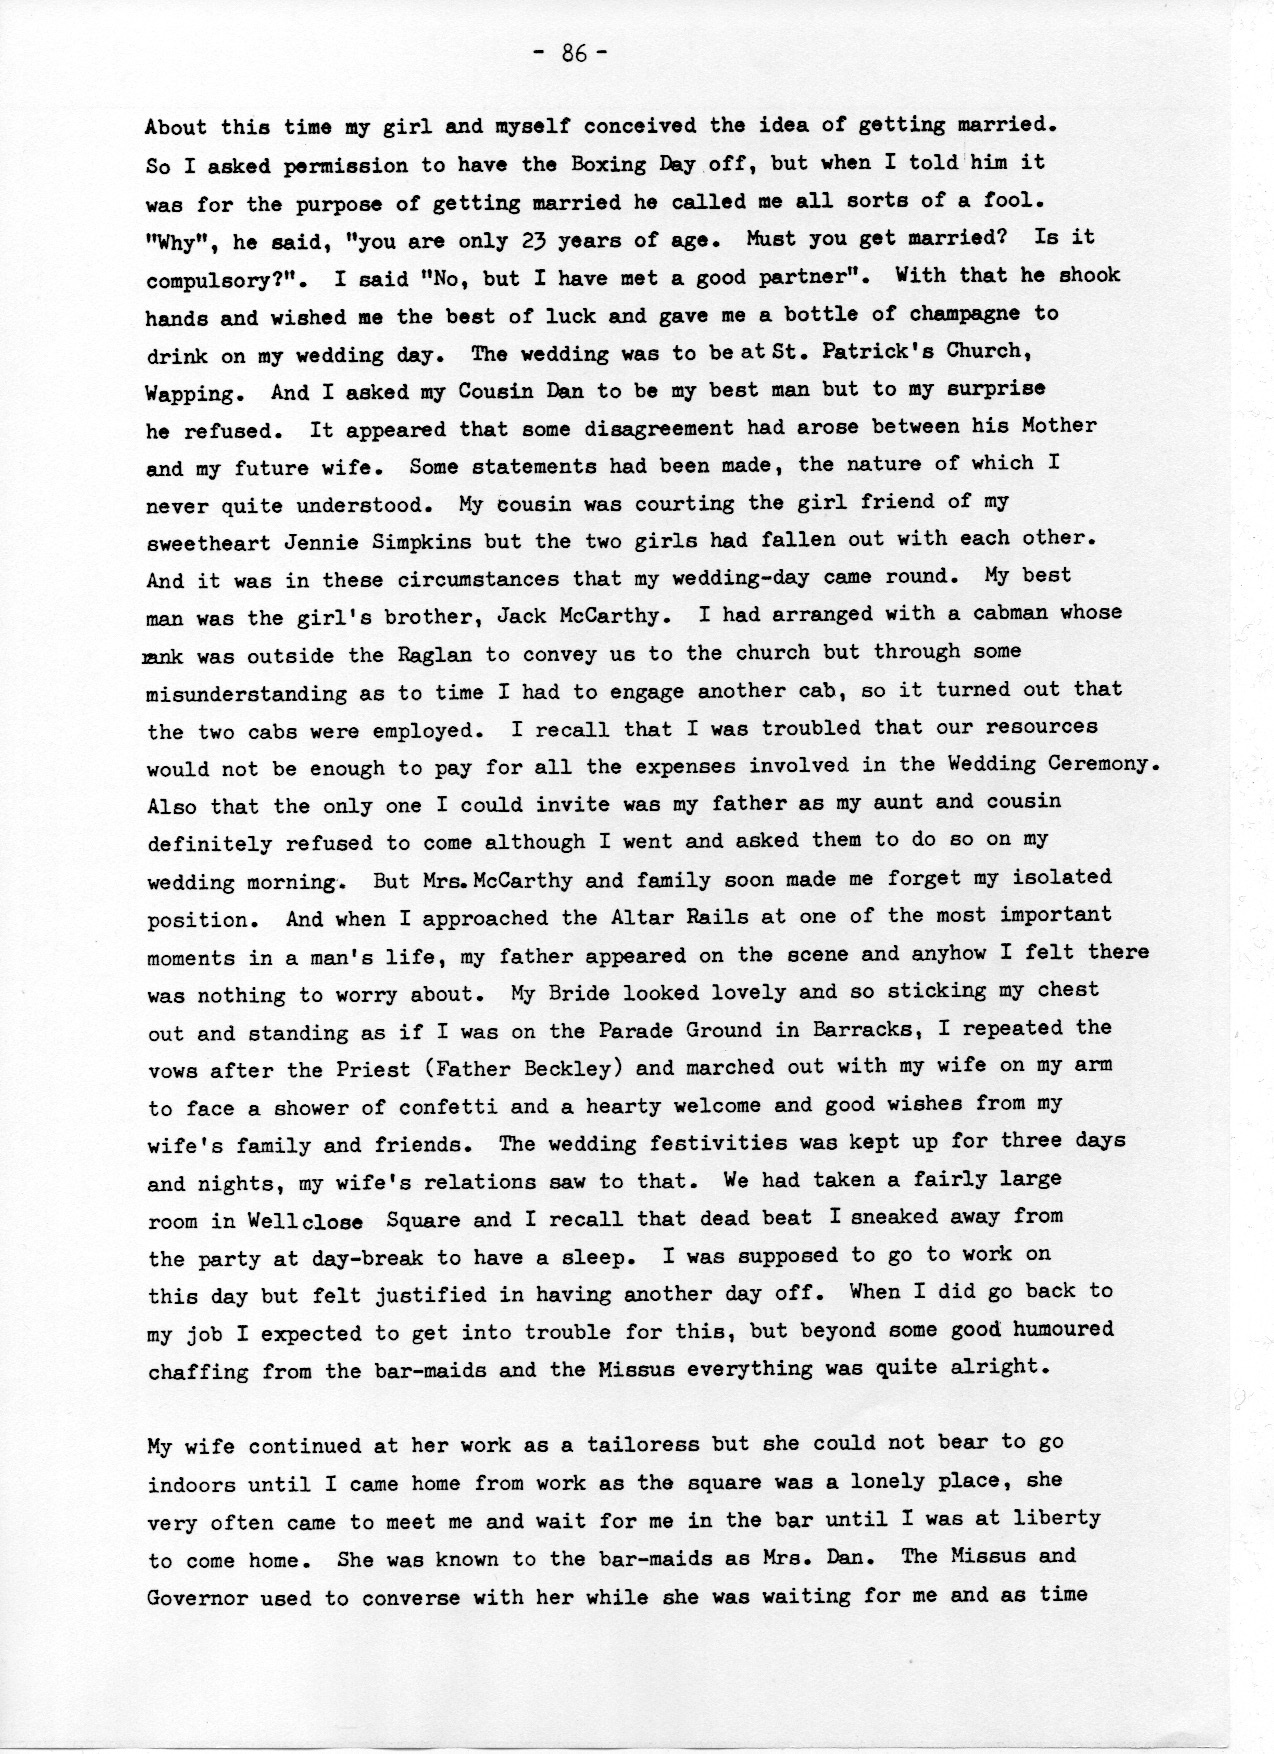 - 86 -
About this time my girl and myself conceived the idea of getting married.
So I asked permission to have the Boxing Day off, but when I told him it
was for the purpose of getting married he called me all sorts of a fool.
"Why", he said, "you are only 23 years of age. Must you get married? Is it
compulsory?". I said "No, but I have met a good partner". With that he shook
hands and wished me the best of luck and gave me a bottle of champagne to
drink on my wedding day. The wedding was to be at St. Patrick's Church,
Wapping. And I asked my Cousin Dan to be my best man but to my surprise
he refused. It appeared that some disagreement had arose between his Mother
and my future wife. Some statements had been made, the nature of which I
never quite understood. My cousin was courting the girl friend of my
sweetheart Jennie Simpkins but the two girls had fallen out with each other.
And it was in these circumstances that my wedding-day came round. My best
man was the girl's brother, Jack McCarthy. I had arranged with a cabman whose
rank was outside the Raglan to convey us to the church but through some
misunderstanding as to time I had to engage another cab, so it turned out that
the two cabs were employed. I recall that I was troubled that our resources
would not be enough to pay for all the expenses involved in the Wedding Ceremony.
Also that the only one I could invite was my father as my aunt and cousin
definitely refused to come although I went and asked them to do so on my
wedding morning. But Mrs. McCarthy and family soon made me forget my isolated
position. And when I approached the Altar Rails at one of the most important
moments in a man's life, my father appeared on the scene and anyhow I felt there
was nothing to worry about. My Bride looked lovely and so sticking my chest
out and standing as if I was on the Parade Ground in Barracks, I repeated the
vows after the Priest (Father Beckley) and marched out with my wife on my arm
to face a shower of confetti and a hearty welcome and good wishes from my
wife's family and friends. The wedding festivities was kept up for three days
and nights, my wife's relations saw to that. We had taken a fairly large
room in Wellclose Square and I recall that dead beat I sneaked away from
the party at day-break to have a sleep. I was supposed to go to work on
this day but felt justified in having another day off. When I did go back to
my job I expected to get into trouble for this, but beyond some good humoured
chaffing from the bar-maids and the Missus everything was quite alright.
My wife continued at her work as a tailoress but she could not bear to go
indoors until I came home from work as the square was a lonely place, she
very often came to meet me and wait for me in the bar until I was at liberty
to come home. She was known to the bar-maids as Mrs. Dan. The Missus and
Governor used to converse with her while she was waiting for me and as time